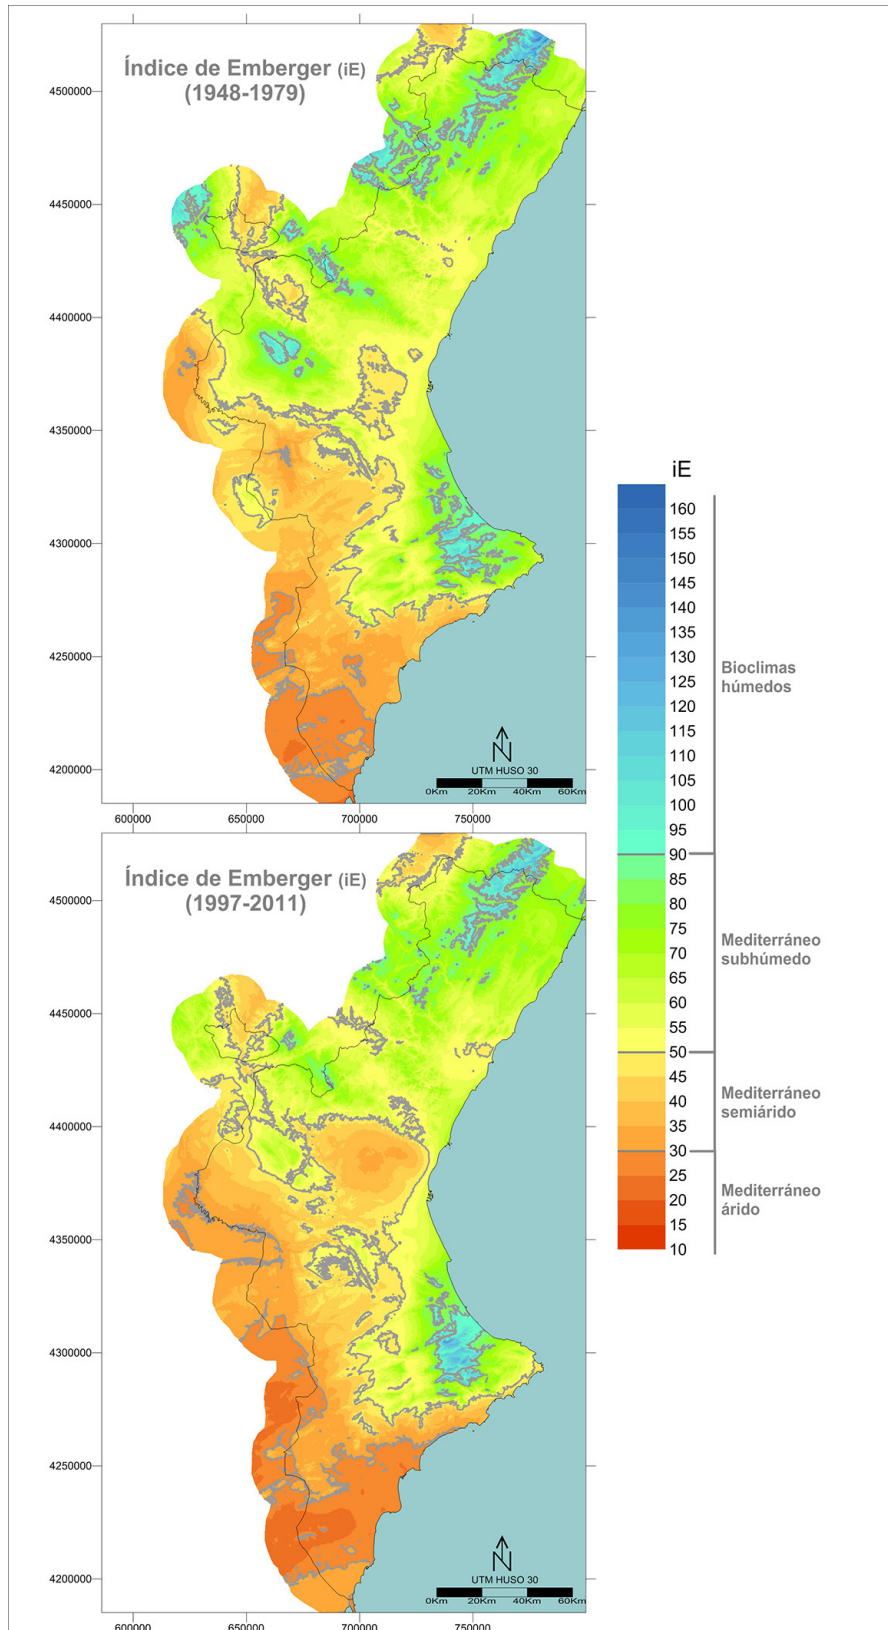 Índice de Emberger (iE)
(1948-1979)
4500000
4450000
4400000
4350000
4300000
4250000
4200000
N
UTM HUSO 30
0Km 20Km 40Km 60Km
600000 650000 700000 750000
Índice de Emberger (iE)
(1997-2011)
4500000
4450000
4400000
4350000
4300000
4250000
4200000
N
UTM HUSO 30
0Km 20Km 40Km 60Km
600000 650000 700000 750000
iE
160
155
150
145
140
135
130
125
120
115
110
105
100
95
90
85
80
75
70
65
60
55
50
45
40
35
30
25
20
15
10
Bioclimas
húmedos
Mediterráneo
subhúmedo
Mediterráneo
semiárido
Mediterráneo
árido